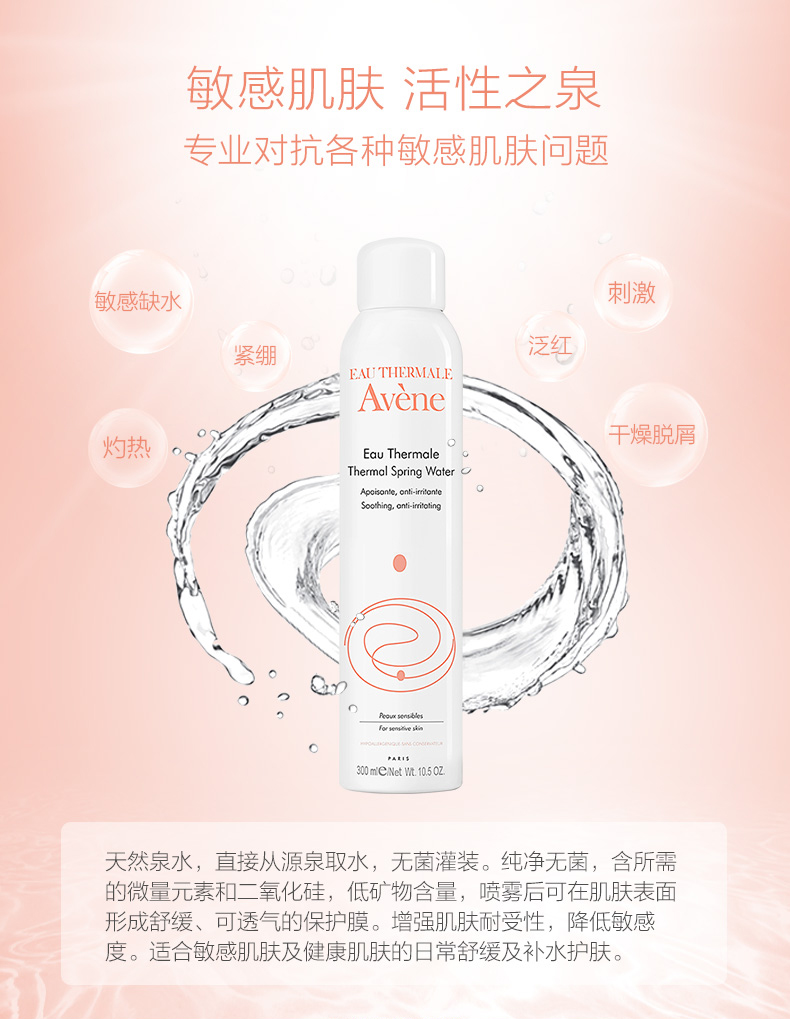 敏感肌肤 活性之泉
专业对抗各种敏感肌肤问题
敏感缺水
刺激
紧绷
泛红
灼热
干燥脱屑
EAU THERMALE
Avène
Eau Thermale
Thermal Spring Water
Apaisante, anti-irritante
Soothing, anti-irritating
Peaux sensibles
For sensitive skin
PARIS
300 ml℮/Net Wt. 10.5 OZ.
天然泉水，直接从源泉取水，无菌灌装。纯净无菌，含所需
的微量元素和二氧化硅，低矿物含量，喷雾后可在肌肤表面
形成舒缓、可透气的保护膜。增强肌肤耐受性，降低敏感
度。适合敏感肌肤及健康肌肤的日常舒缓及补水护肤。